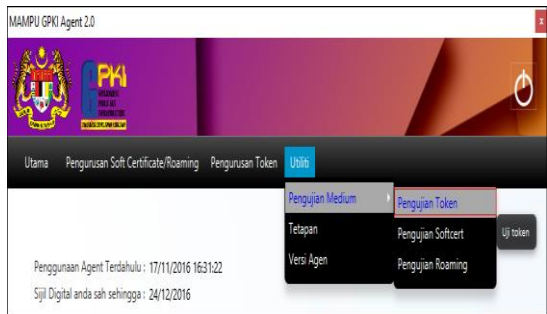 MAMPU GPKI Agent 2.0
x
GPKI
Utama Pengurusan Soft Certificate/Roaming Pengurusan Token Utiliti
Pengujian Medium
Pengujian Token
Tetapan
Pengujian Softcert
Uji token
Versi Agen
Pengujian Roaming
Penggunaan Agent Terdahulu : 17/11/2016 16:31:22
Sijil Digital anda sah sehingga : 24/12/2016